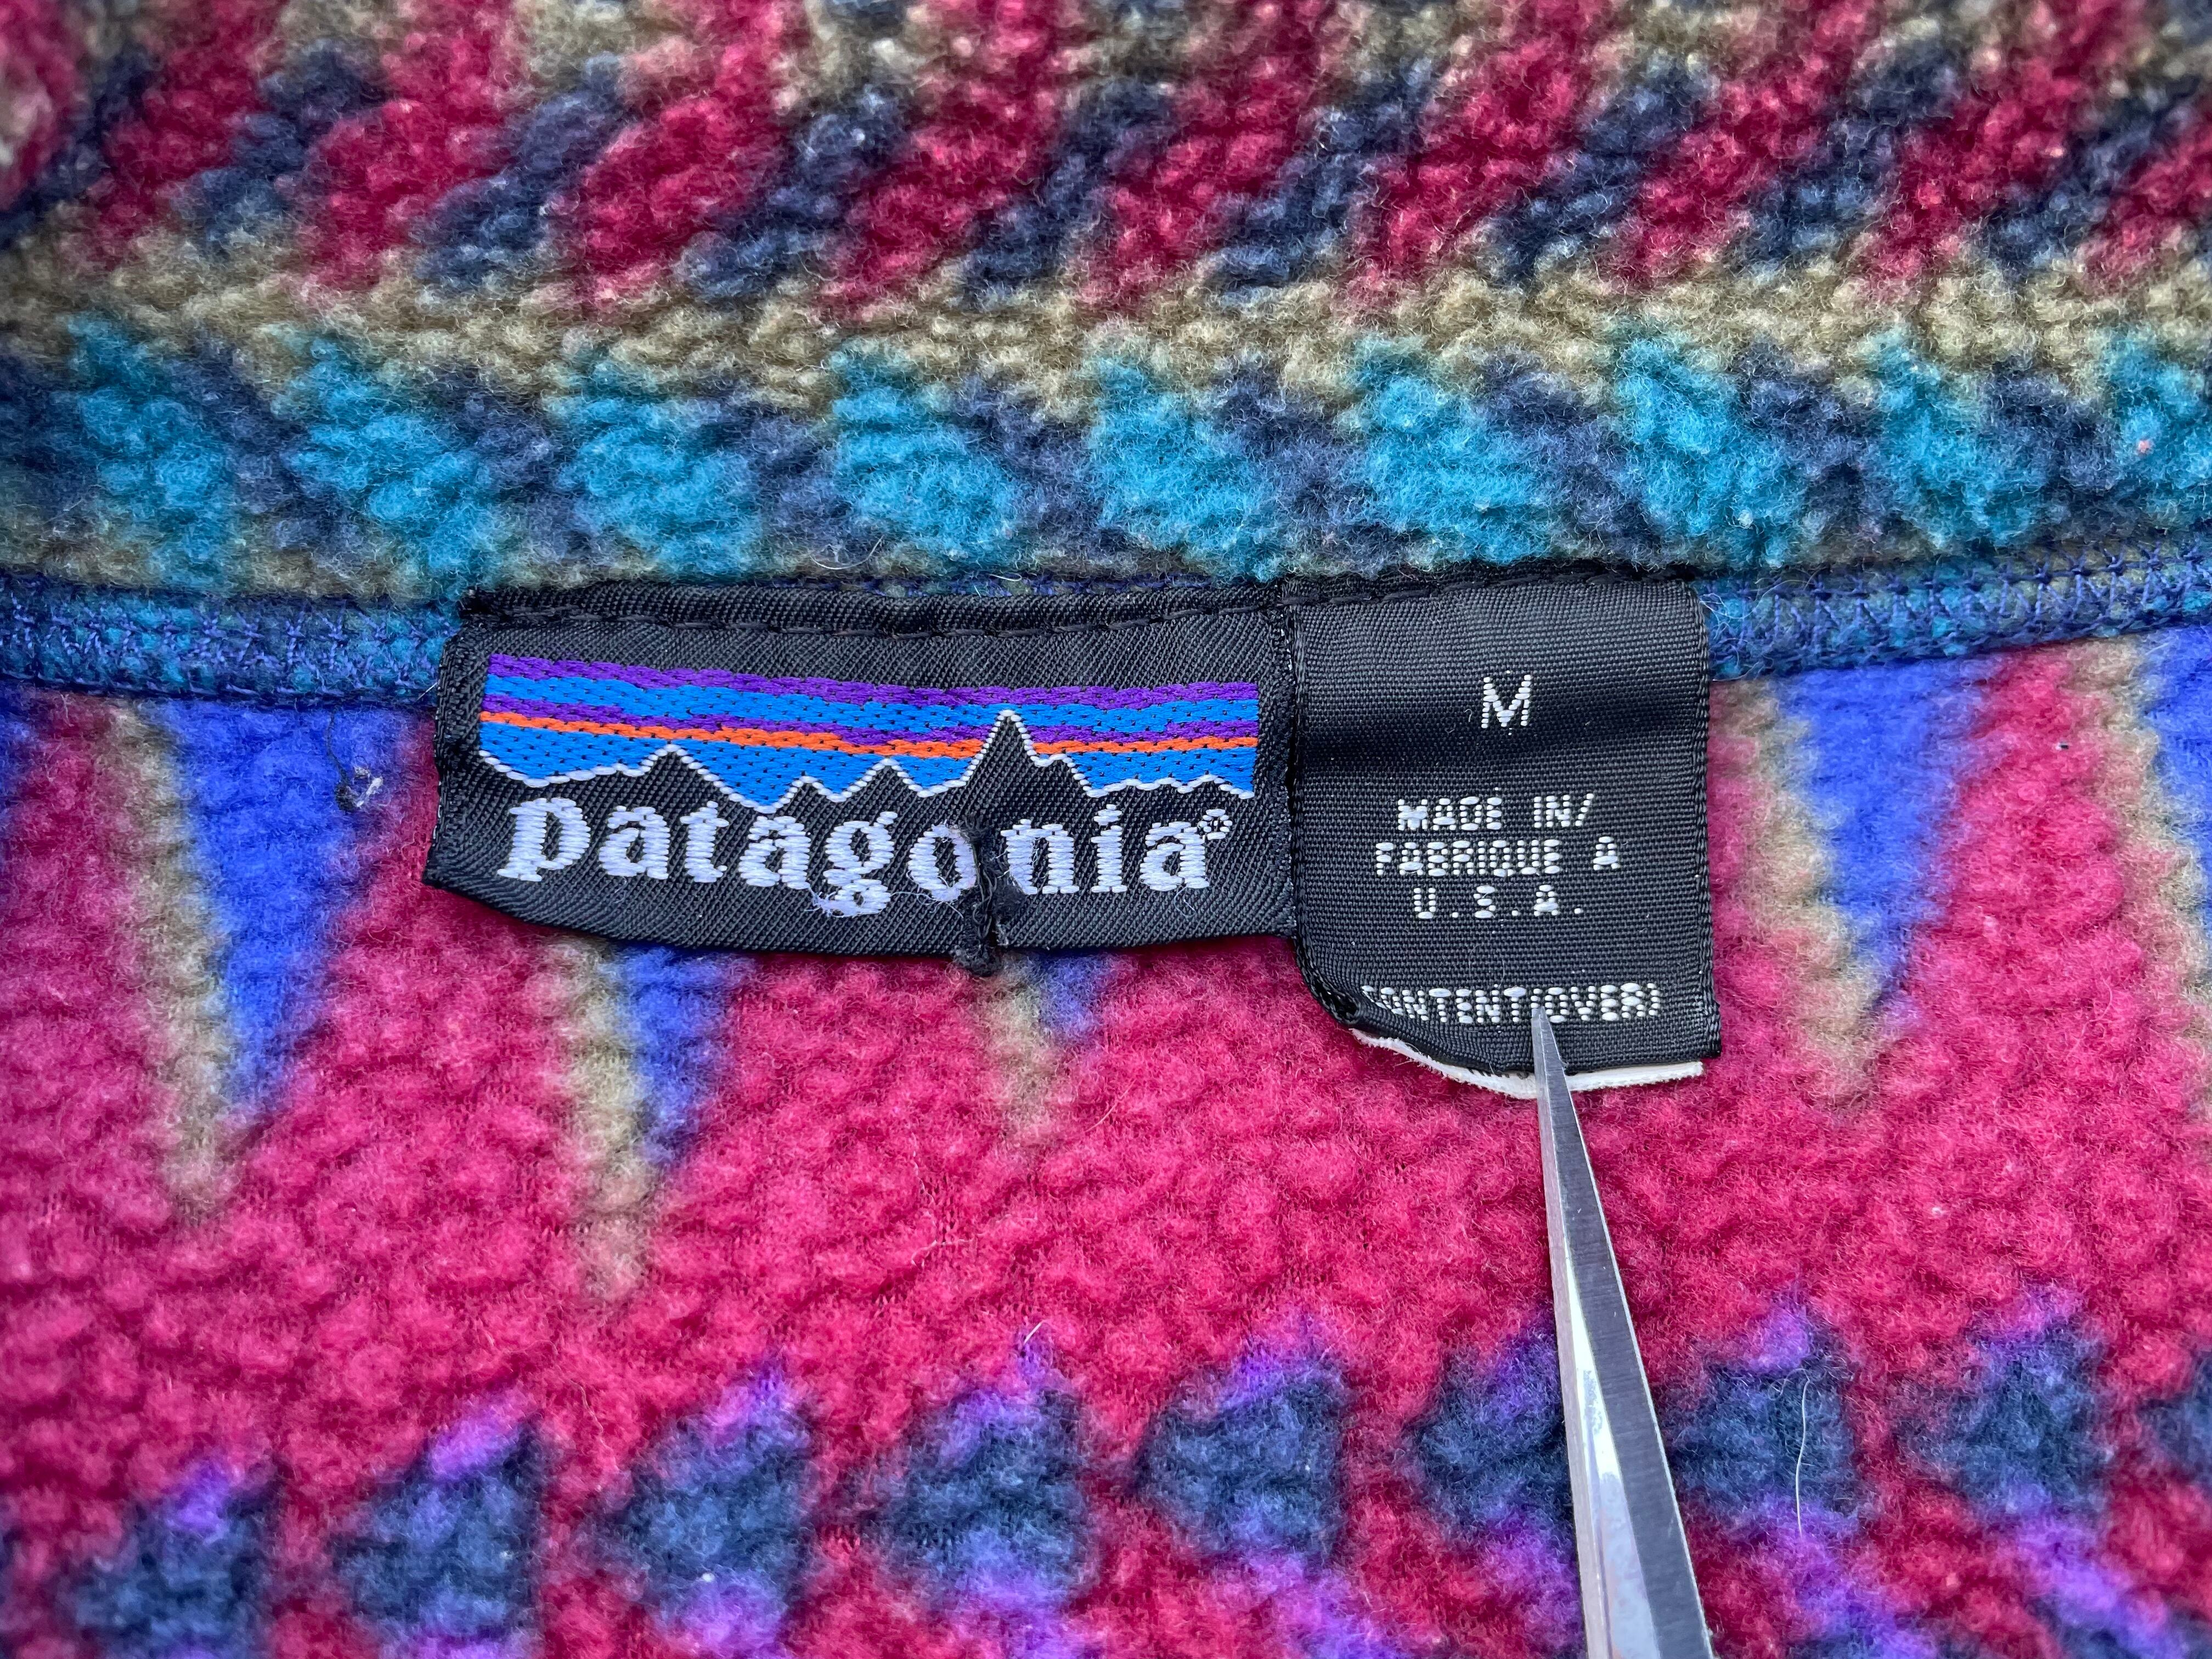 patagonia®
M
MADE IN/
FABRIQUE A
U.S.A.
CONTENT(OVER)